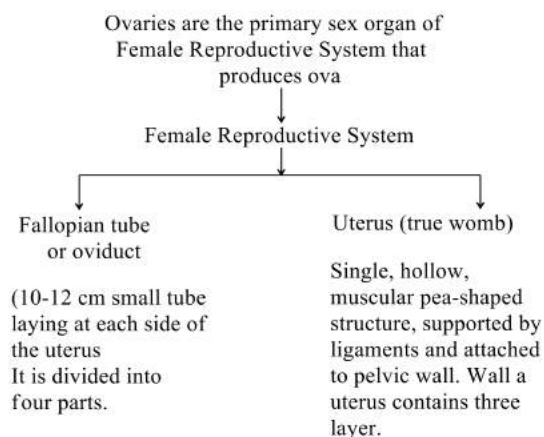 Ovaries are the primary sex organ of
Female Reproductive System that
produces ova
Female Reproductive System
Fallopian tube
or oviduct
(10-12 cm small tube
laying at each side of
the uterus
It is divided into
four parts.
Uterus (true womb)
Single, hollow,
muscular pea-shaped
structure, supported by
ligaments and attached
to pelvic wall. Wall a
uterus contains three
layer.